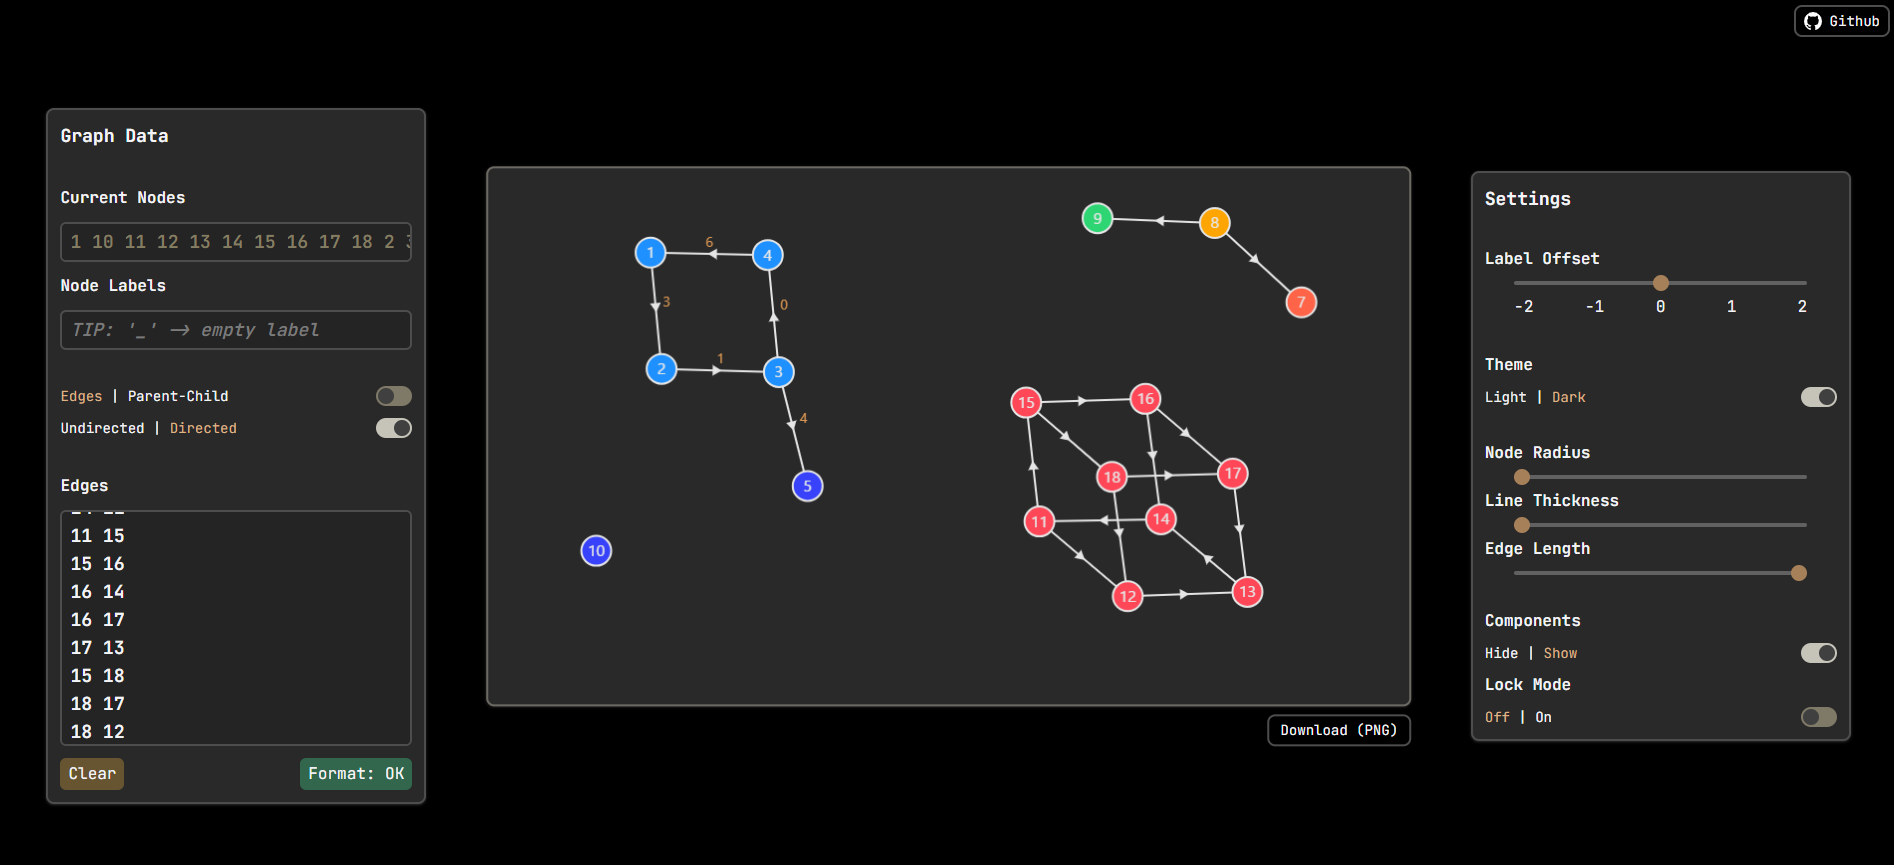 Github
Graph Data
Current Nodes
1 10 11 12 13 14 15 16 17 18 2
Node Labels
TIP: '_' -> empty label
Edges | Parent-Child
Undirected | Directed
Edges
11 15
15 16
16 14
16 17
17 13
15 18
18 17
18 12
Clear
Format: OK
9
8
7
1
6
4
3
0
2
1
3
4
5
10
15
16
18
17
11
14
12
13
Download (PNG)
Settings
Label Offset
-2 -1 0 1 2
Theme
Light | Dark
Node Radius
Line Thickness
Edge Length
Components
Hide | Show
Lock Mode
Off | On